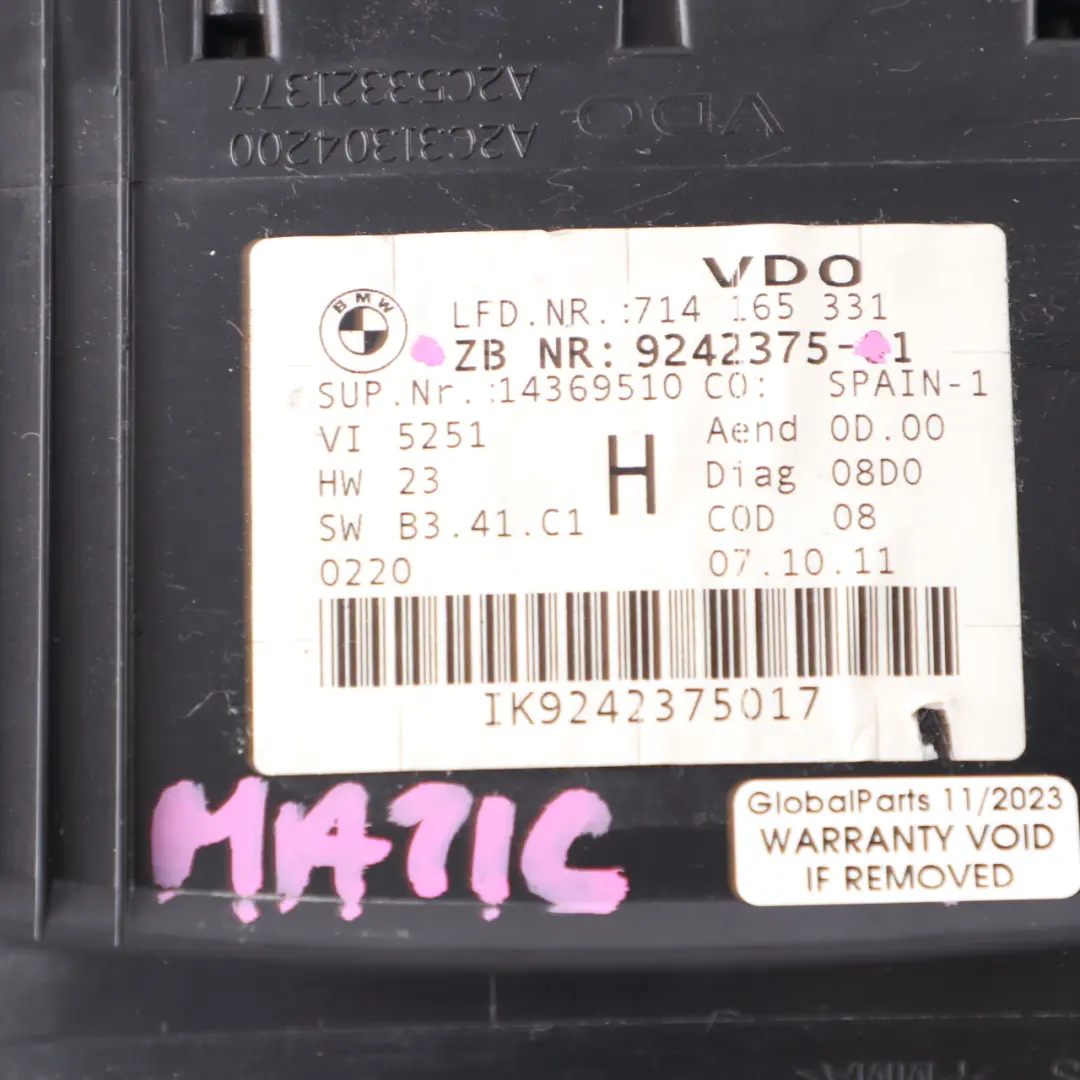 A2C53321377
A2C31304200
VDO
VDO
BMW
LFD.NR.:714 165 331
ZB NR: 9242375-01
SUP.Nr.:14369510 CO: SPAIN-1
VI 5251
H
Aend 0D.00
HW 23
Diag 08D0
SW B3.41.C1
COD 08
0220
07.10.11
IK9242375017
MATIC
GlobalParts 11/2023
WARRANTY VOID
IF REMOVED